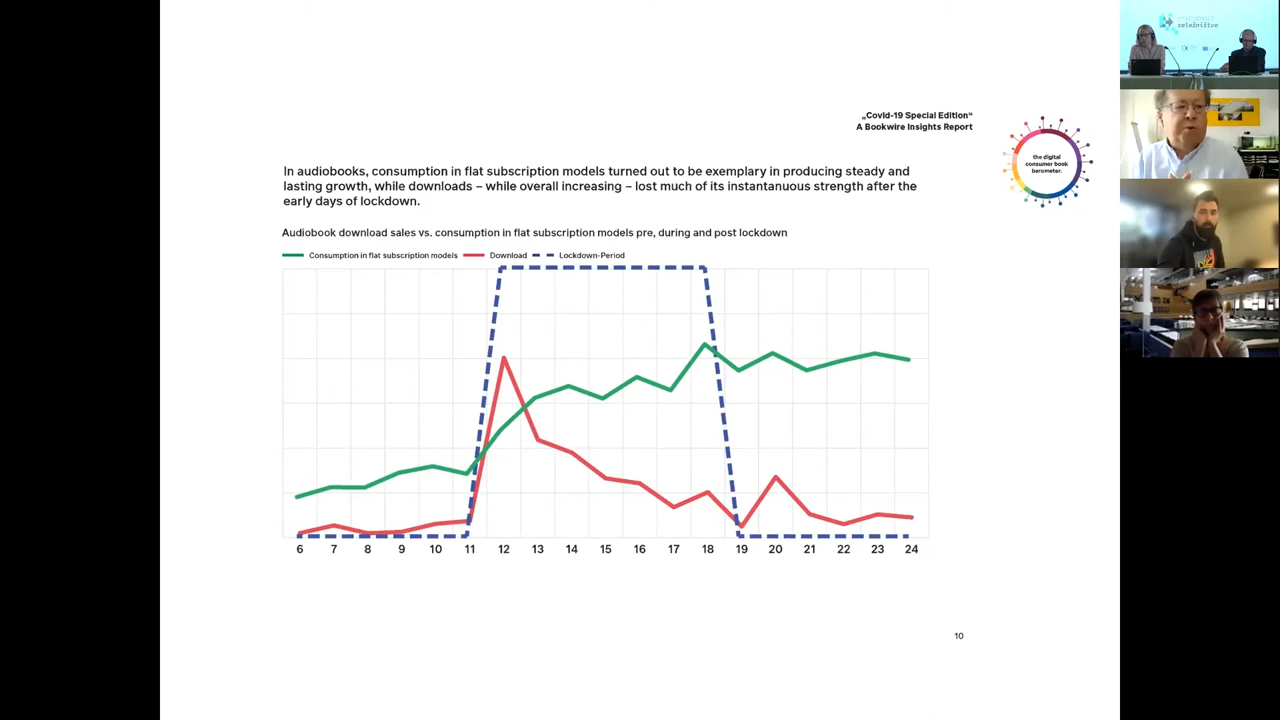 „Covid-19 Special Edition“
A Bookwire Insights Report
the digital
consumer book
barometer.
In audiobooks, consumption in flat subscription models turned out to be exemplary in producing steady and
lasting growth, while downloads – while overall increasing – lost much of its instantanuous strength after the
early days of lockdown.
Audiobook download sales vs. consumption in flat subscription models pre, during and post lockdown
Consumption in flat subscription models Download Lockdown-Period
6 7 8 9 10 11 12 13 14 15 16 17 18 19 20 21 22 23 24
10
založništvo